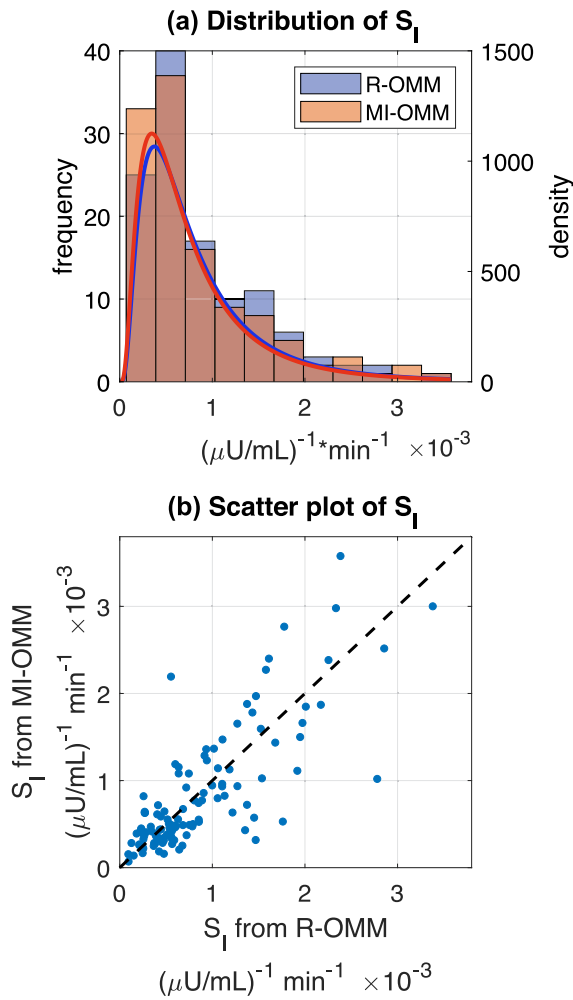 (a) Distribution of S_I
40
30
20
10
0
frequency
1500
1000
500
0
density
R-OMM
MI-OMM
0 1 2 3
(μU/mL)⁻¹*min⁻¹ ×10⁻³
(b) Scatter plot of S_I
S_I from MI-OMM
(μU/mL)⁻¹ min⁻¹ ×10⁻³
3
2
1
0
0 1 2 3
S_I from R-OMM
(μU/mL)⁻¹ min⁻¹ ×10⁻³